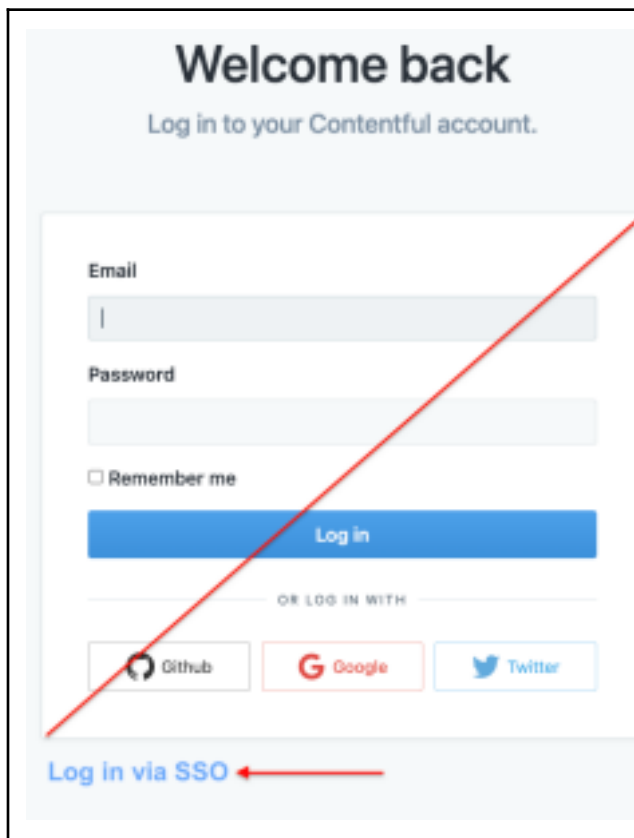 Welcome back
Log in to your Contentful account.
Email
Password
Remember me
Log in
OR LOG IN WITH
Github
Google
Twitter
Log in via SSO